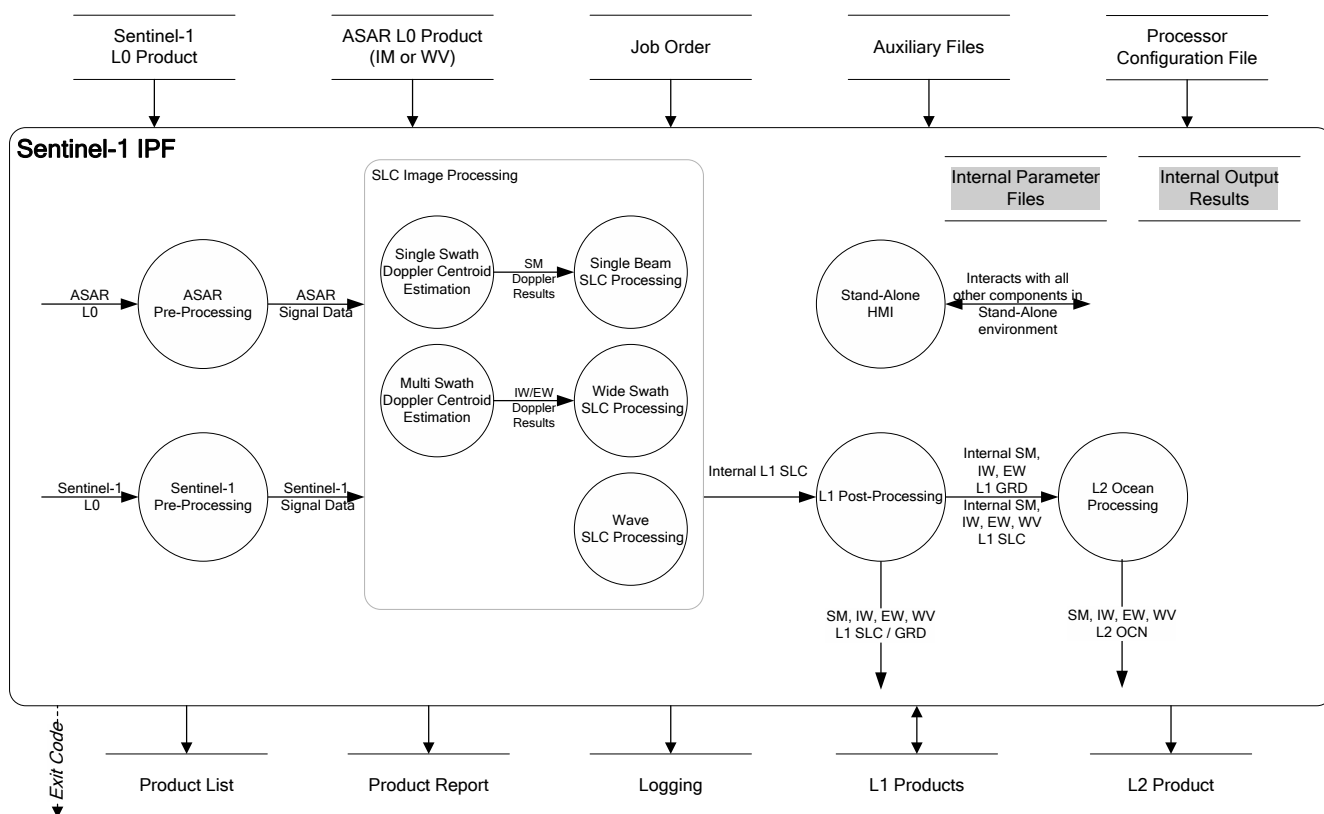 Sentinel-1
L0 Product
ASAR L0 Product
(IM or WV)
Job Order
Auxiliary Files
Processor
Configuration File
Sentinel-1 IPF
Internal Parameter
Files
Internal Output
Results
SLC Image Processing
ASAR
L0
ASAR
Pre-Processing
ASAR
Signal Data
Single Swath
Doppler Centroid
Estimation
SM
Doppler
Results
Single Beam
SLC Processing
Stand-Alone
HMI
Interacts with all
other components in
Stand-Alone
environment
Multi Swath
Doppler Centroid
Estimation
IW/EW
Doppler
Results
Wide Swath
SLC Processing
Sentinel-1
L0
Sentinel-1
Pre-Processing
Sentinel-1
Signal Data
Wave
SLC Processing
Internal L1 SLC
L1 Post-Processing
Internal SM,
IW, EW
L1 GRD
Internal SM,
IW, EW, WV
L1 SLC
L2 Ocean
Processing
SM, IW, EW, WV
L1 SLC / GRD
SM, IW, EW, WV
L2 OCN
Exit Code
Product List
Product Report
Logging
L1 Products
L2 Product